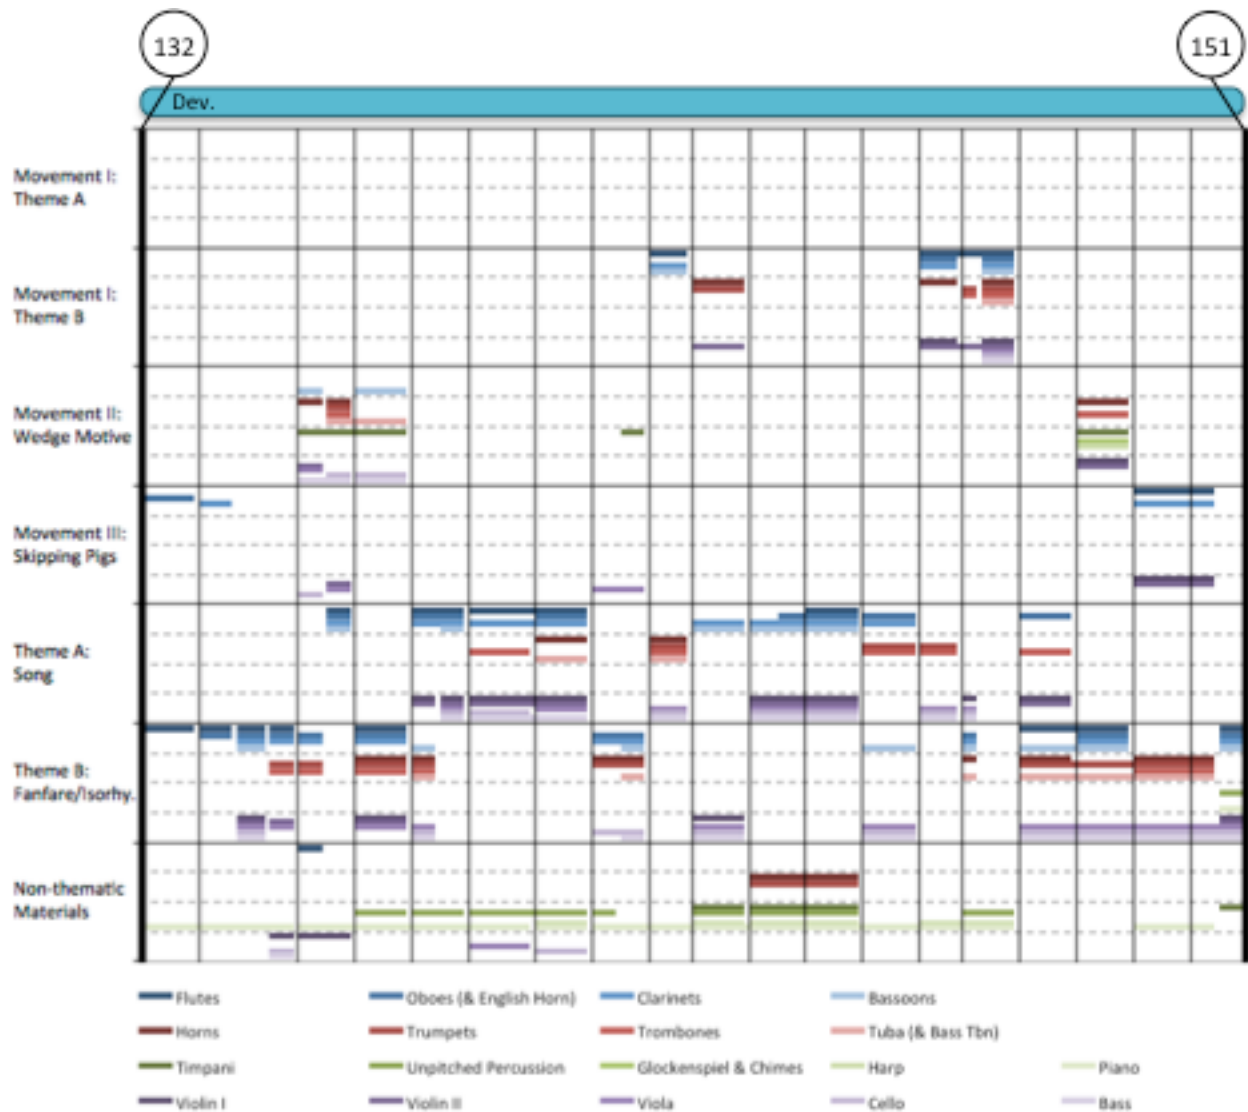 132
151
Dev.
Movement I:
Theme A
Movement I:
Theme B
Movement II:
Wedge Motive
Movement III:
Skipping Pigs
Theme A:
Song
Theme B:
Fanfare/Isorhy.
Non-thematic
Materials
Flutes
Oboes (& English Horn)
Clarinets
Bassoons
Horns
Trumpets
Trombones
Tuba (& Bass Tbn)
Timpani
Unpitched Percussion
Glockenspiel & Chimes
Harp
Piano
Violin I
Violin II
Viola
Cello
Bass